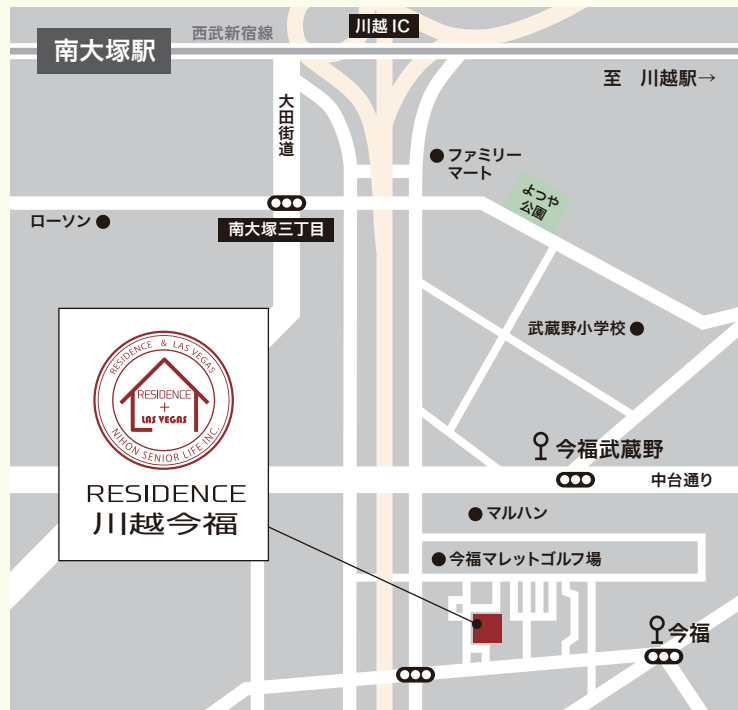 西武新宿線
川越 IC
南大塚駅
至　川越駅→
大田街道
ファミリー
マート
よつや
公園
ローソン
南大塚三丁目
武蔵野小学校
RESIDENCE & LAS VEGAS
RESIDENCE
+
LAS VEGAS
NIHON SENIOR LIFE INC.
RESIDENCE
川越今福
今福武蔵野
中台通り
マルハン
今福マレットゴルフ場
今福